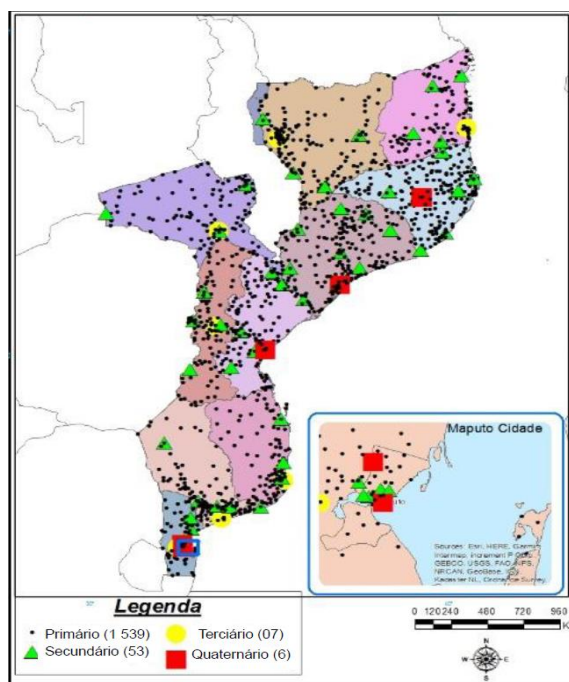 Maputo Cidade
Sources: Esri, HERE, Garmin,
Intermap, increment P Corp.,
GEBCO, USGS, FAO, NPS,
NRCAN, GeoBase, IGN,
Kadaster NL, Ordnance Survey,
Legenda
Primário (1 539)
Terciário (07)
Secundário (53)
Quaternário (6)
0 120 240 480 720 960
K
N
W E
S